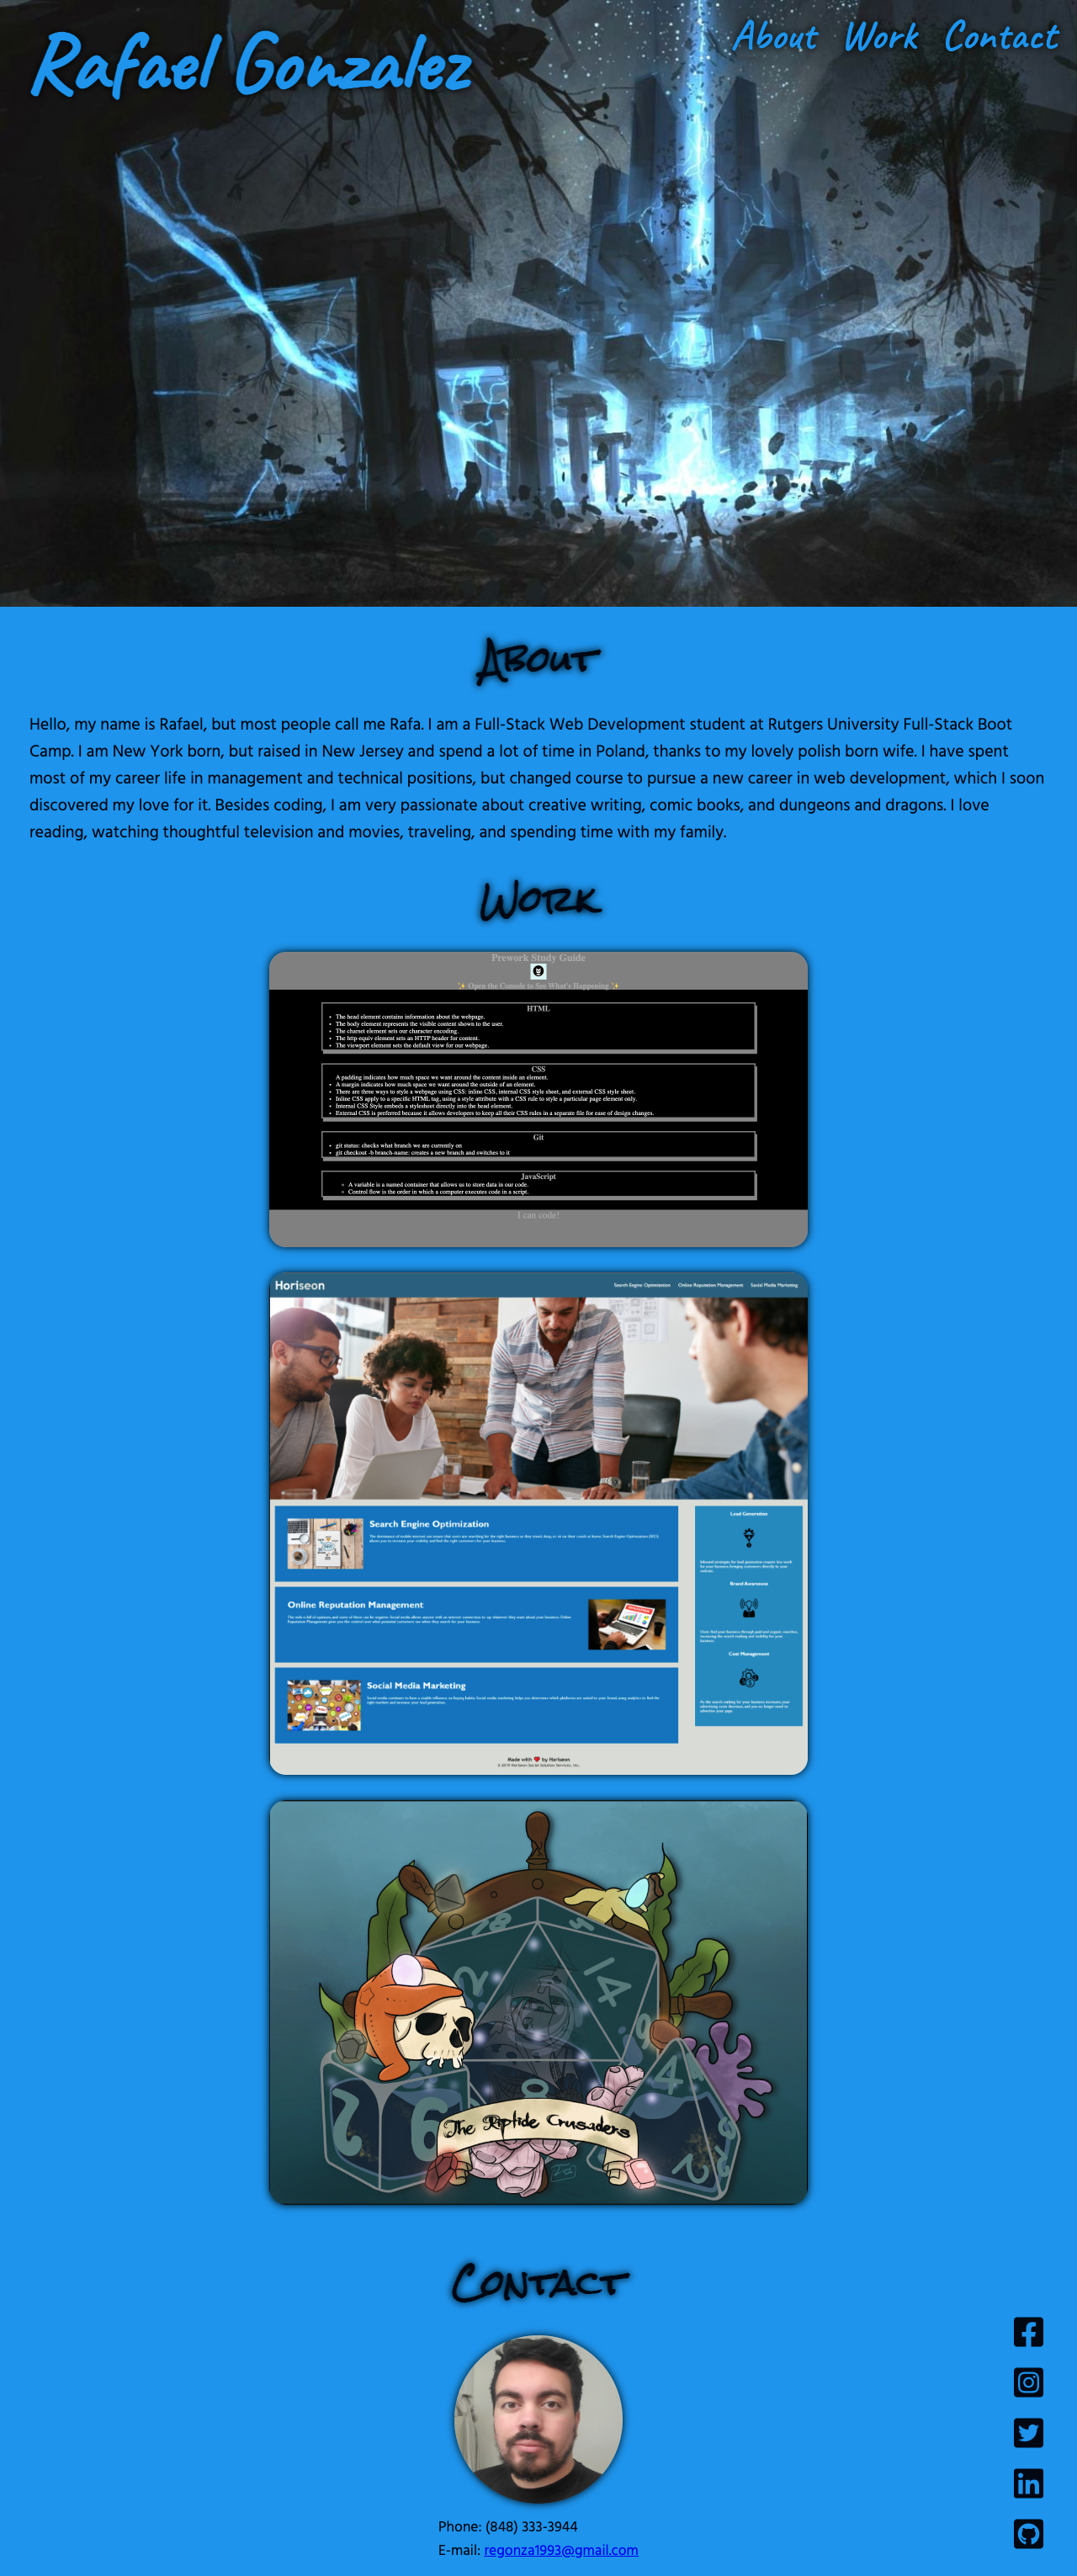 Rafael Gonzalez
About Work Contact
About
Hello, my name is Rafael, but most people call me Rafa. I am a Full-Stack Web Development student at Rutgers University Full-Stack Boot
Camp. I am New York born, but raised in New Jersey and spend a lot of time in Poland, thanks to my lovely polish born wife. I have spent
most of my career life in management and technical positions, but changed course to pursue a new career in web development, which I soon
discovered my love for it. Besides coding, I am very passionate about creative writing, comic books, and dungeons and dragons. I love
reading, watching thoughtful television and movies, traveling, and spending time with my family.
Work
Prework Study Guide
✨ Open the Console to See What's Happening ✨
HTML
The head element contains information about the webpage.
The body element represents the visible content shown to the user.
The charset element sets our character encoding.
The http equiv element sets an HTTP header for content.
The viewport element sets the default view for our webpage.
CSS
A padding indicates how much space we want around the content inside an element.
A margin indicates how much space we want around the outside of an element.
There are three ways to style a webpage using CSS: inline CSS, internal CSS style sheet, and external CSS style sheet.
Inline CSS apply to a specific HTML tag, using a style attribute with a CSS rule to style a particular page element only.
Internal CSS Style embeds a stylesheet directly into the head element.
External CSS is preferred because it allows developers to keep all their CSS rules in a separate file for ease of design changes.
Git
git status: checks what branch we are currently on
git checkout -b branch-name: creates a new branch and switches to it
JavaScript
A variable is a named container that allows us to store data in our code.
Control flow is the order in which a computer executes code in a script.
I can code!
Horiseon
Search Engine Optimization Online Reputation Management Social Media Marketing
Search Engine Optimization
Online Reputation Management
Social Media Marketing
Lead Generation
Brand Awareness
Cost Management
Made with ❤️ by Horiseon
© 2019 Horiseon Social Solution Services, Inc.
14
2
4
0
2
6
2
The Riptide Crusaders
Contact
Phone: (848) 333-3944
E-mail: regonza1993@gmail.com